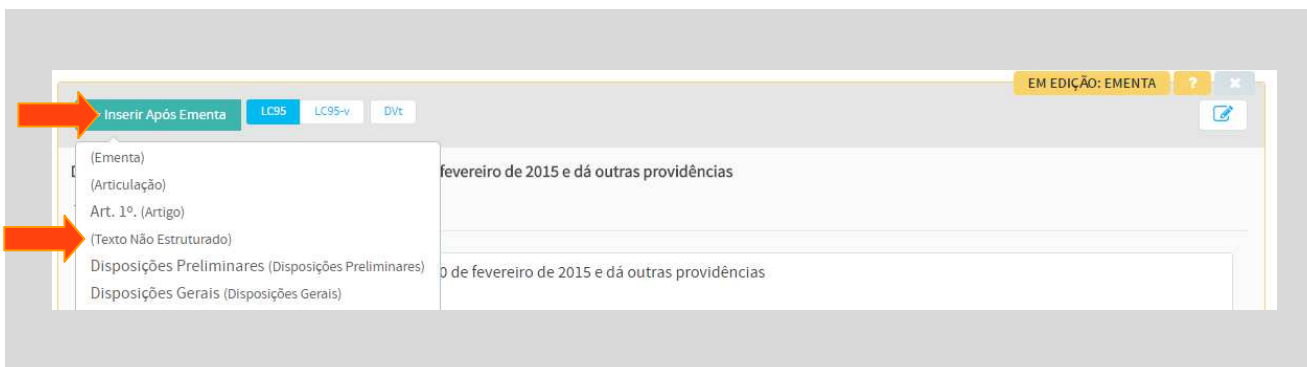 EM EDIÇÃO: EMENTA ? ×
Inserir Após Ementa LC95 LC95-v DVt
(Ementa)
fevereiro de 2015 e dá outras providências
(Articulação)
Art. 1º. (Artigo)
(Texto Não Estruturado)
Disposições Preliminares (Disposições Preliminares)
0 de fevereiro de 2015 e dá outras providências
Disposições Gerais (Disposições Gerais)